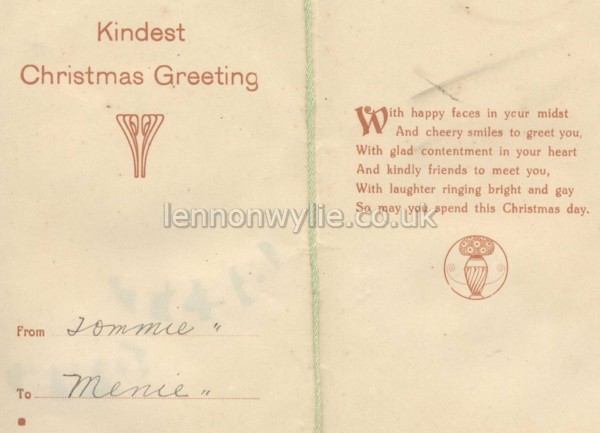 Kindest
Christmas Greeting
From Tommie "
To Menie "
With happy faces in your midst
And cheery smiles to greet you,
With glad contentment in your heart
And kindly friends to meet you,
With laughter ringing bright and gay
So may you spend this Christmas day.
lennonwylie.co.uk